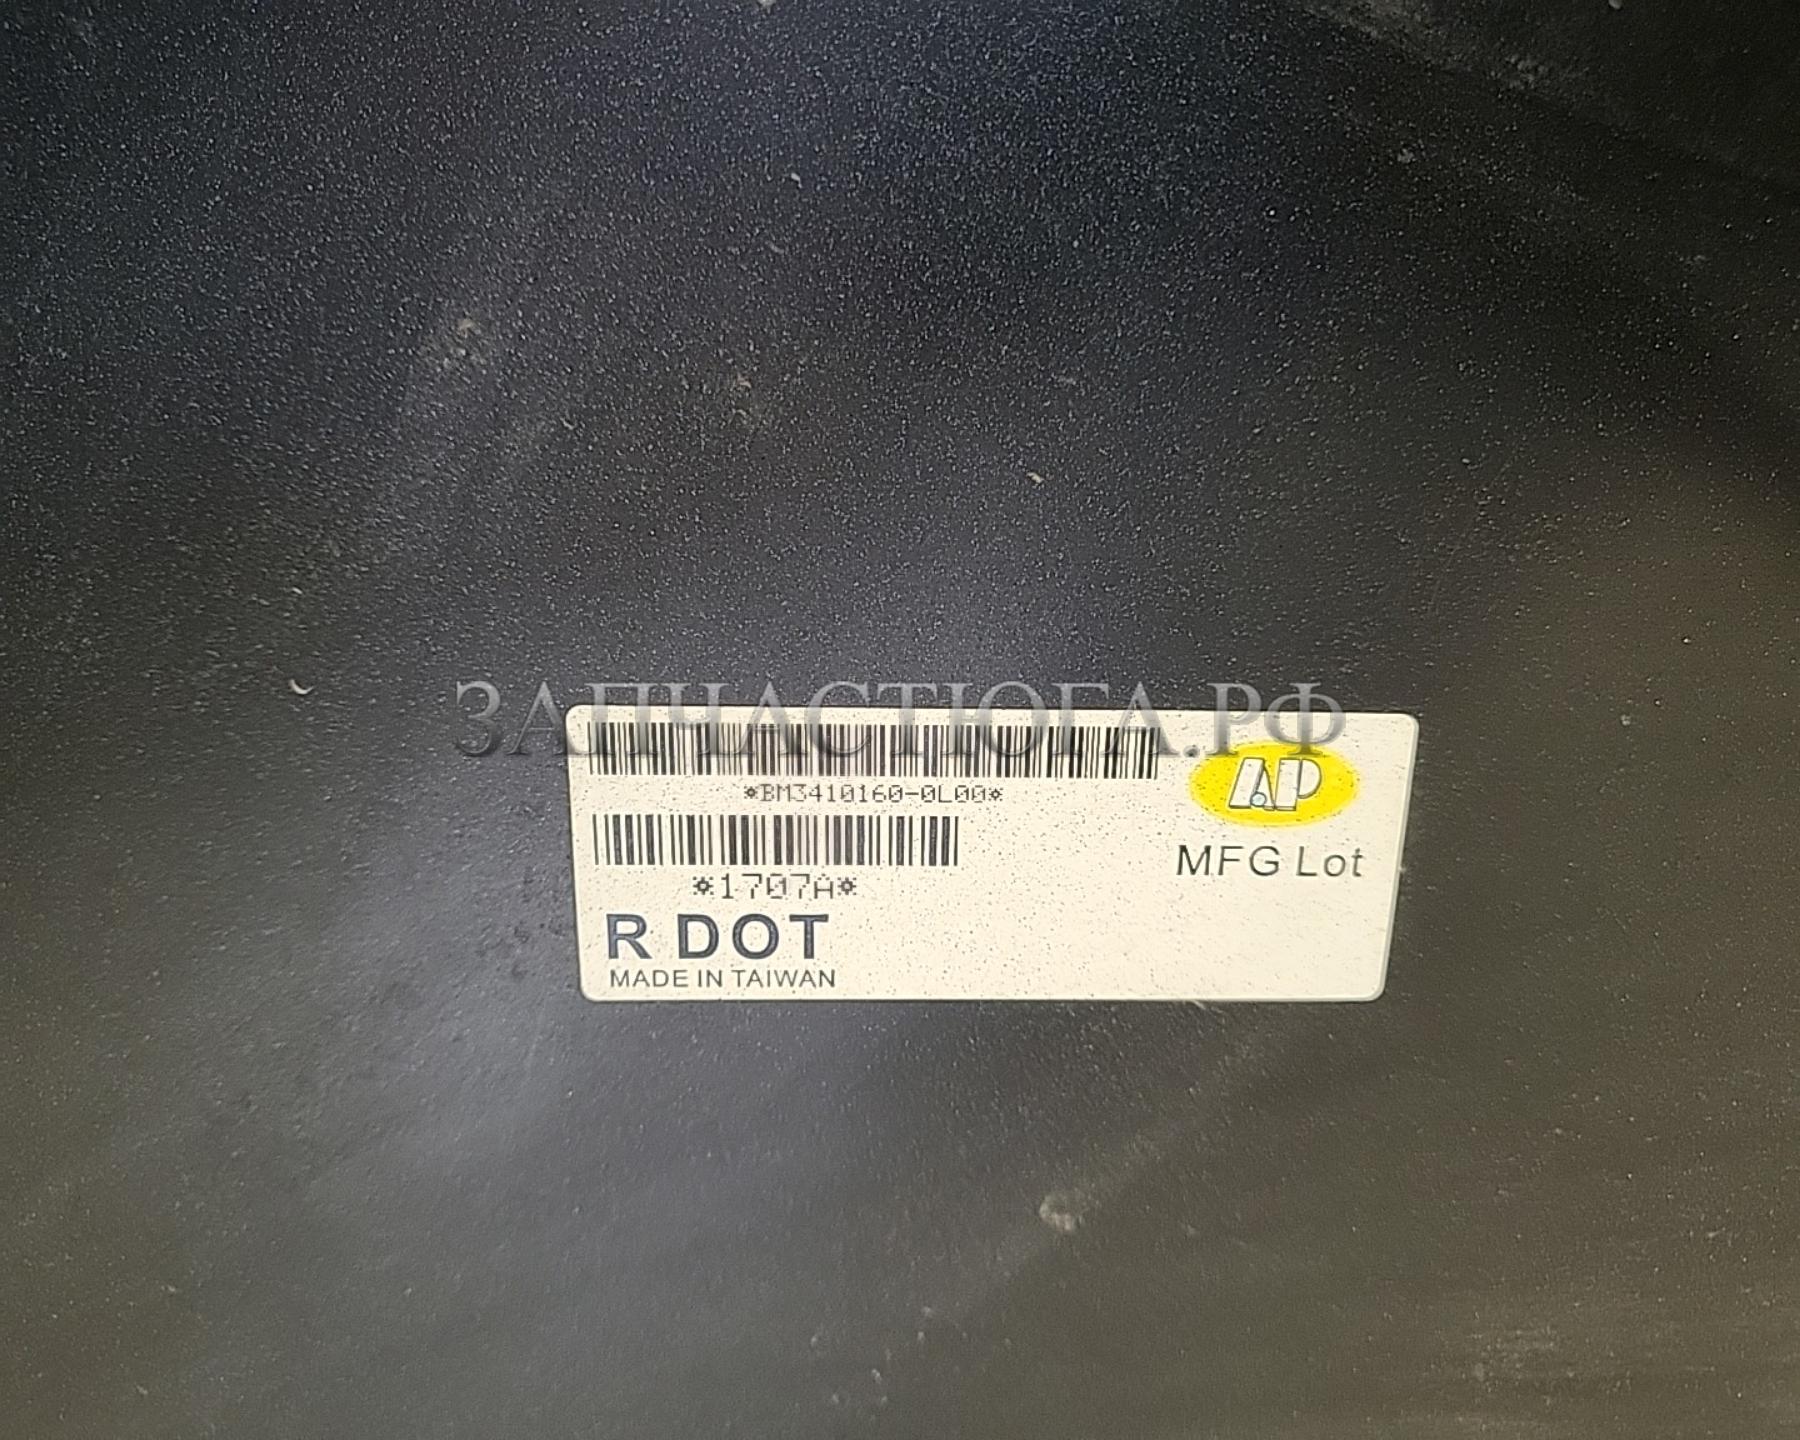 ЗАПЧАСТЮГА.РФ
*BM3410160-0L00*
AP
*1707A*
MFG Lot
R DOT
MADE IN TAIWAN